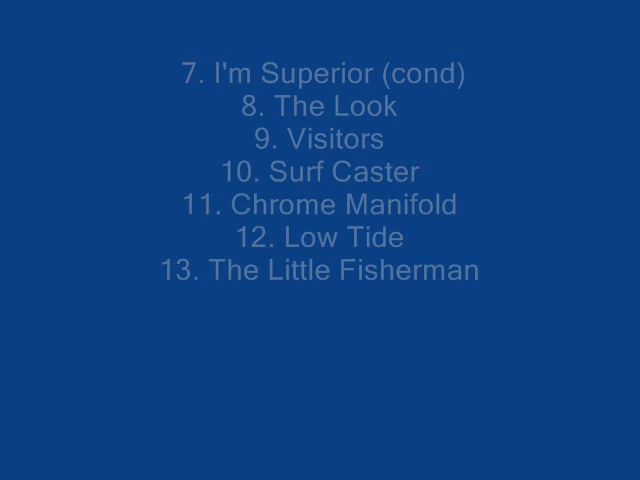 7. I'm Superior (cond)
8. The Look
9. Visitors
10. Surf Caster
11. Chrome Manifold
12. Low Tide
13. The Little Fisherman